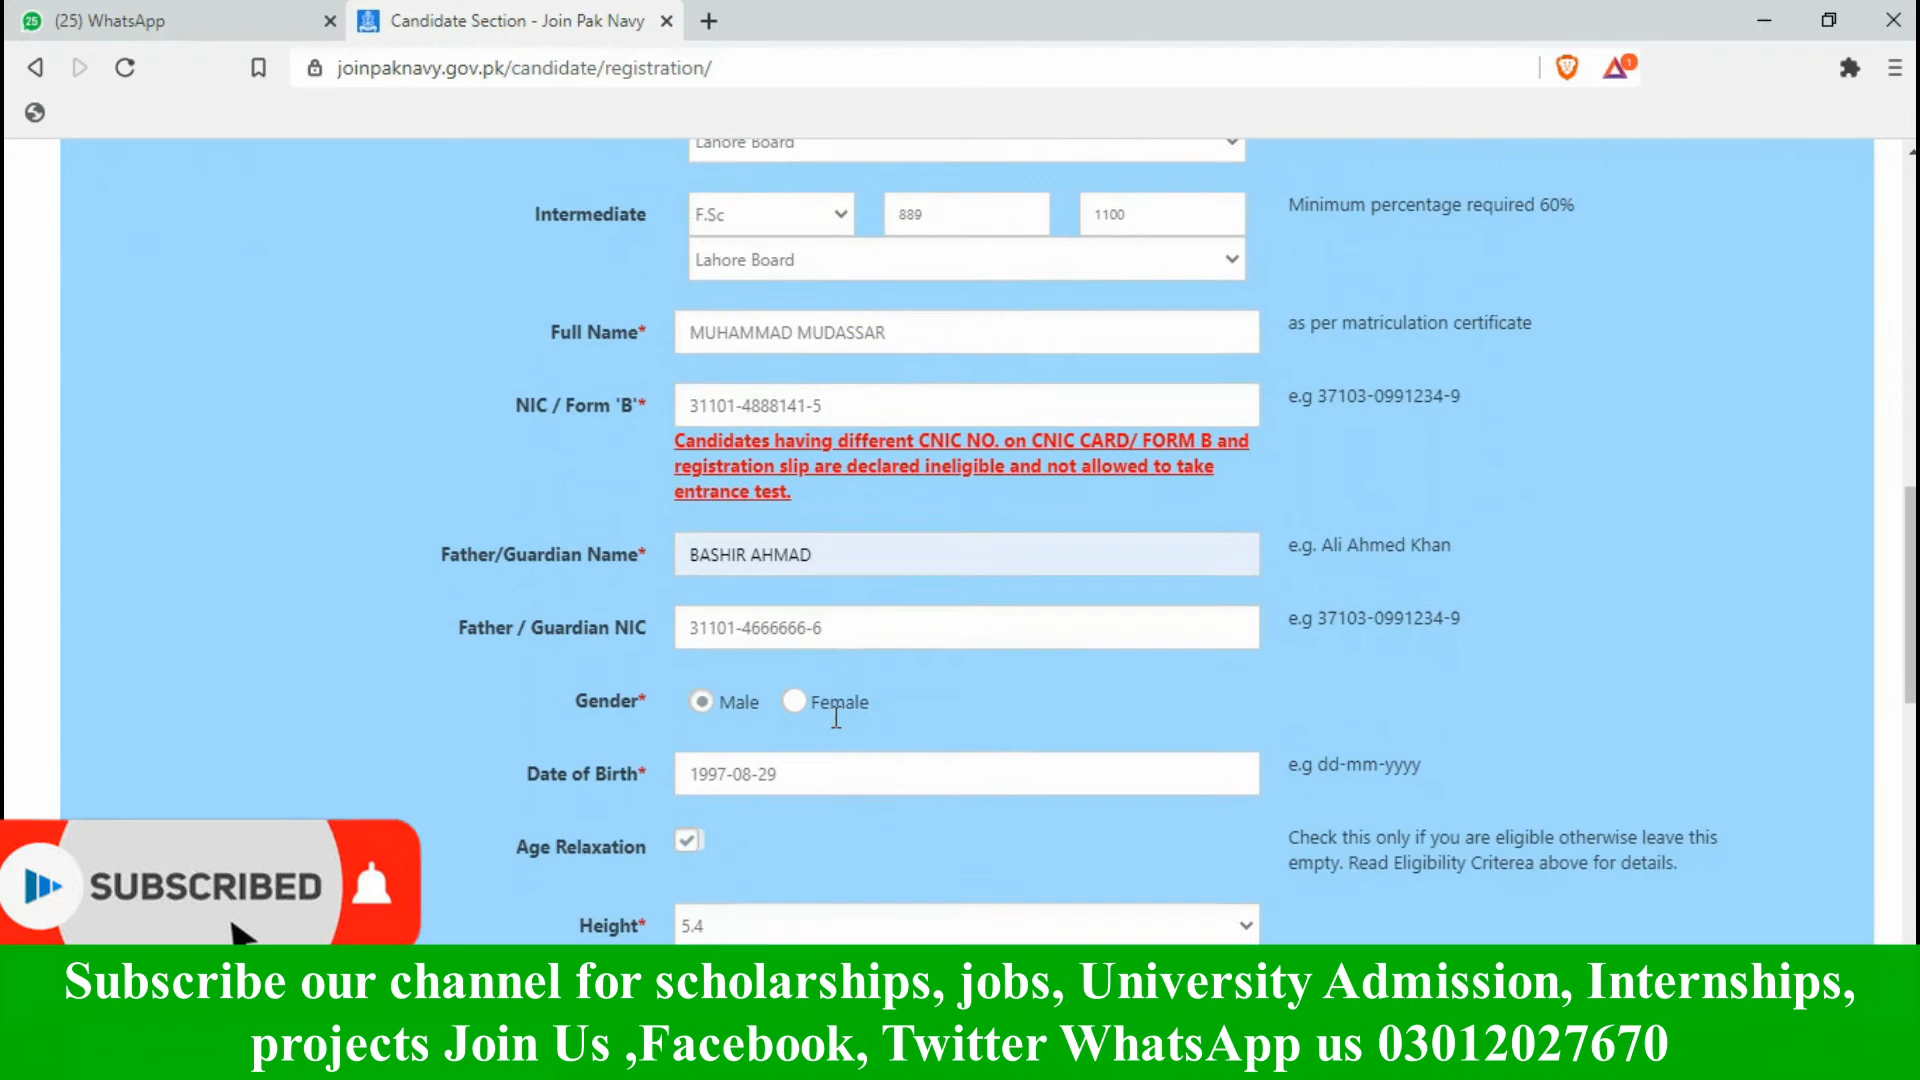 (25) WhatsApp
Candidate Section - Join Pak Navy
joinpaknavy.gov.pk/candidate/registration/
1
Lahore Board
Intermediate
F.Sc
889
1100
Minimum percentage required 60%
Lahore Board
Full Name*
MUHAMMAD MUDASSAR
as per matriculation certificate
NIC / Form 'B'*
31101-4888141-5
e.g 37103-0991234-9
Candidates having different CNIC NO. on CNIC CARD/ FORM B and
registration slip are declared ineligible and not allowed to take
entrance test.
Father/Guardian Name*
BASHIR AHMAD
e.g. Ali Ahmed Khan
Father / Guardian NIC
31101-4666666-6
e.g 37103-0991234-9
Gender*
Male
Female
Date of Birth*
1997-08-29
e.g dd-mm-yyyy
Age Relaxation
Check this only if you are eligible otherwise leave this
empty. Read Eligibility Criterea above for details.
SUBSCRIBED
Height*
5.4
Subscribe our channel for scholarships, jobs, University Admission, Internships,
projects Join Us ,Facebook, Twitter WhatsApp us 03012027670